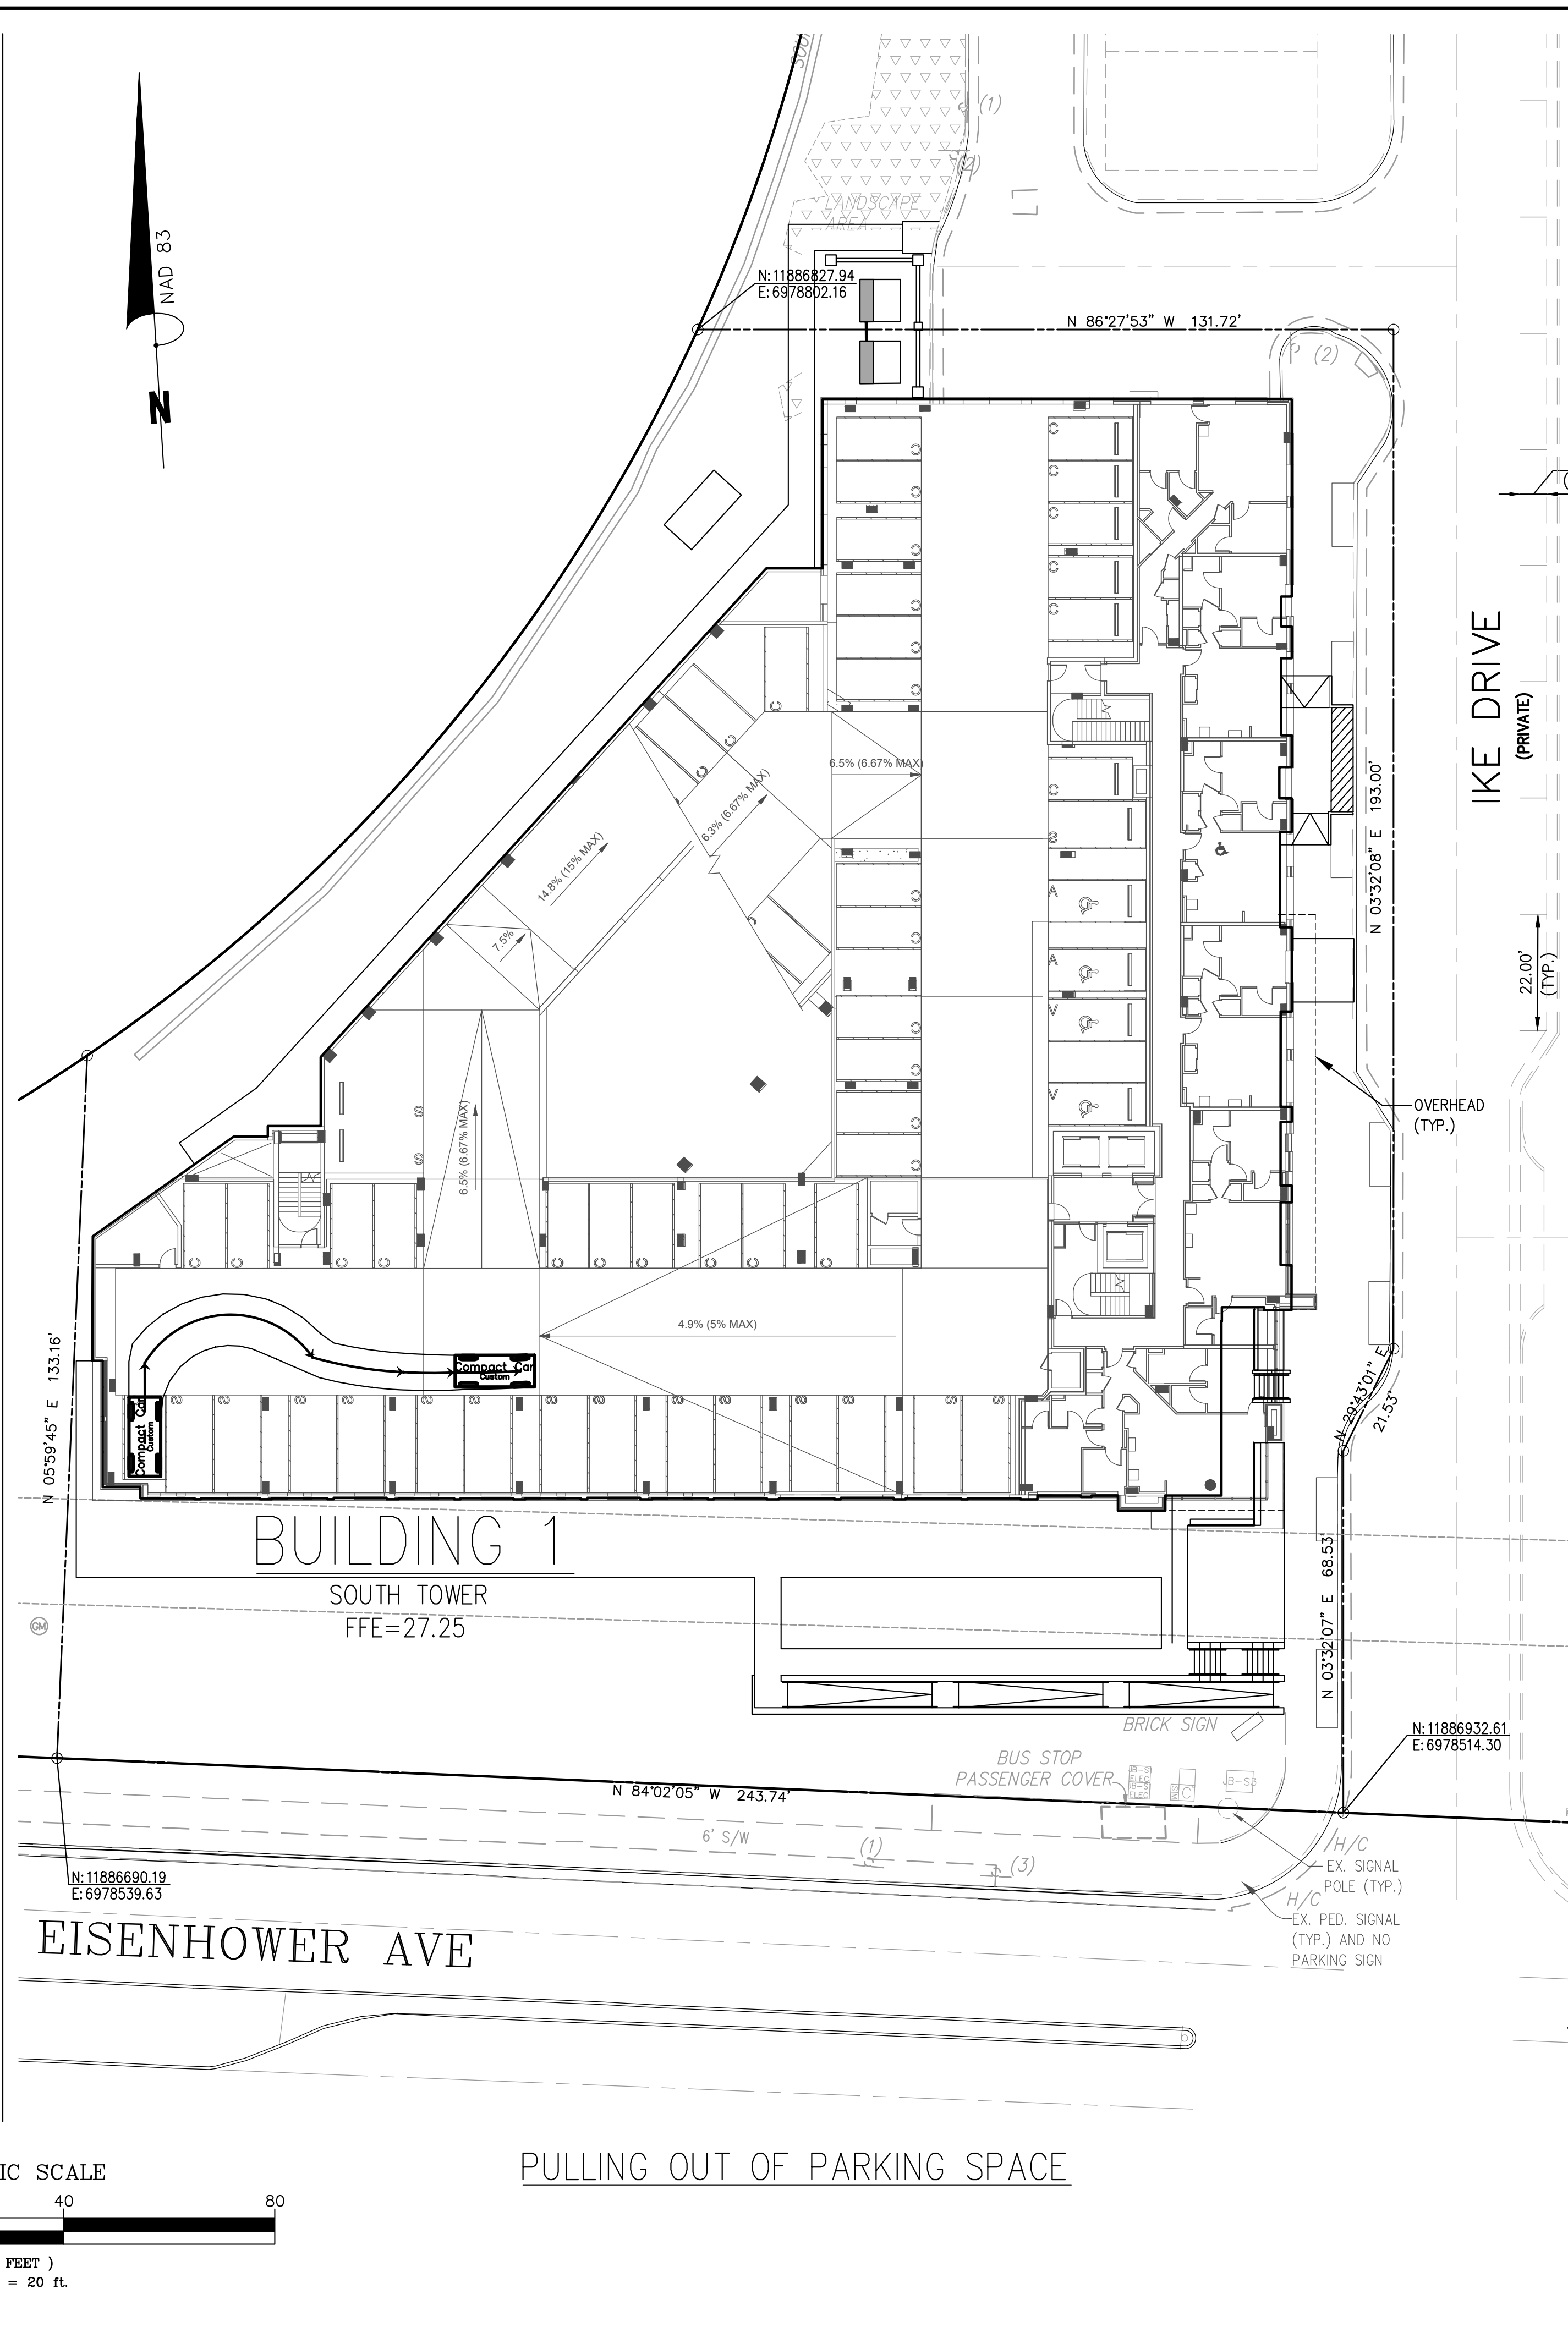 SOU
(1)
(2)
LANDSCAPE
AREA
NAD 83
N
N:11886827.94
E:6978802.16
N 86°27'53" W 131.72'
(2)
C
C
C
C
C
C
C
C
C
C
C
C
C
C
6.5% (6.67% MAX)
6.3% (6.67% MAX)
14.8% (15% MAX)
7.5%
6.5% (6.67% MAX)
C
S
A
A
V
V
C
C
C
C
C
C
C
S
S
IKE DRIVE
(PRIVATE)
N 03°32'08" E 193.00'
22.00'
(TYP.)
OVERHEAD
(TYP.)
C
C
C
C
C
C
C
C
C
C
C
4.9% (5% MAX)
Compact Car
Custom
Compact Car
Custom
S
S
S
S
S
S
S
S
S
S
S
S
S
S
N 05°59'45" E 133.16'
N 29°43'01" E
21.53'
BUILDING 1
SOUTH TOWER
FFE=27.25
GM
N 03°32'07" E 68.53'
BRICK SIGN
N:11886932.61
E:6978514.30
BUS STOP
PASSENGER COVER
JB-S3
N 84°02'05" W 243.74'
6' S/W
(1)
(3)
H/C
EX. SIGNAL
POLE (TYP.)
H/C
EX. PED. SIGNAL
(TYP.) AND NO
PARKING SIGN
N:11886690.19
E:6978539.63
EISENHOWER AVE
PULLING OUT OF PARKING SPACE
IC SCALE
40 80
FEET )
= 20 ft.